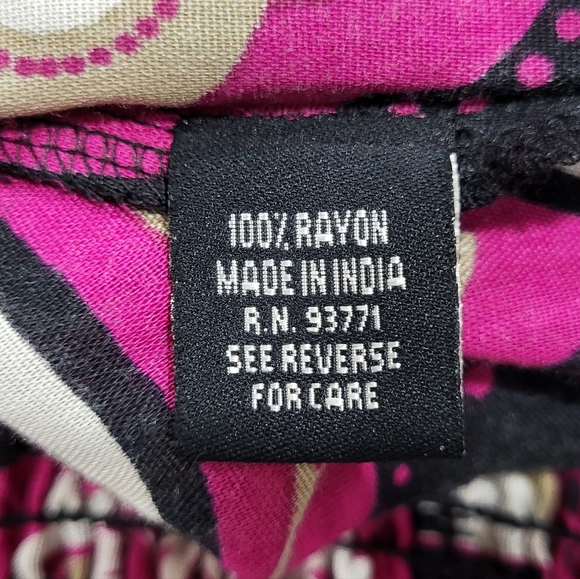 100% RAYON
MADE IN INDIA
R.N. 93771
SEE REVERSE
FOR CARE